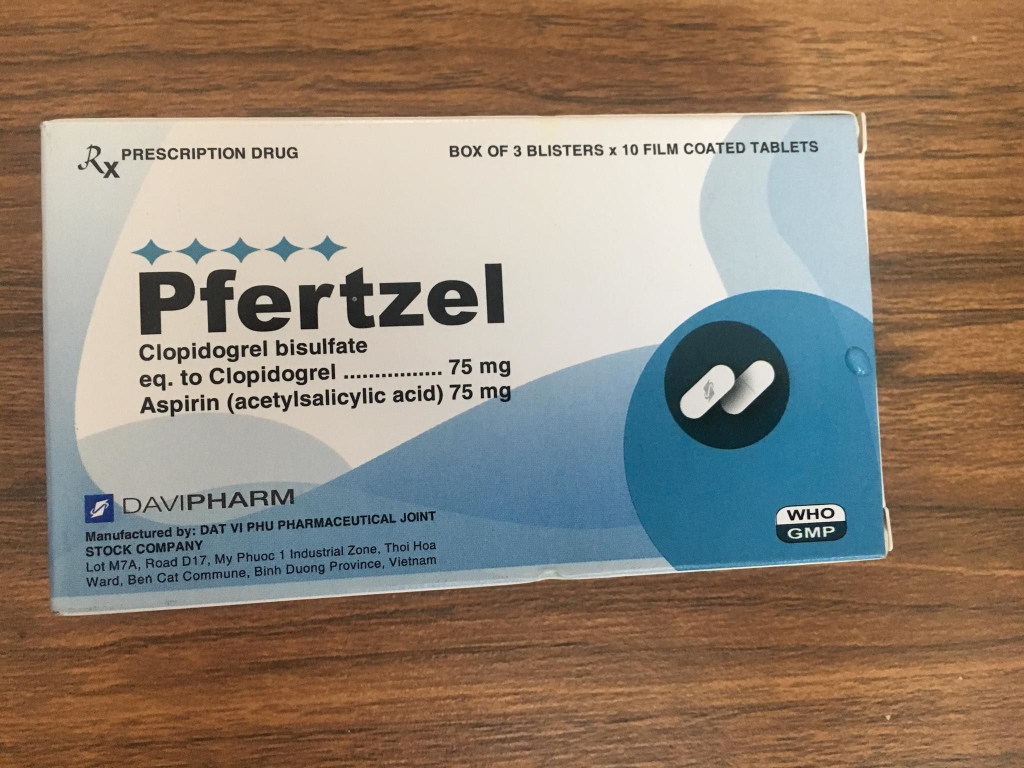 Rx PRESCRIPTION DRUG
BOX OF 3 BLISTERS x 10 FILM COATED TABLETS
Pfertzel
Clopidogrel bisulfate
eq. to Clopidogrel ................ 75 mg
Aspirin (acetylsalicylic acid) 75 mg
DAVIPHARM
Manufactured by: DAT VI PHU PHARMACEUTICAL JOINT
STOCK COMPANY
Lot M7A, Road D17, My Phuoc 1 Industrial Zone, Thoi Hoa
Ward, Ben Cat Commune, Binh Duong Province, Vietnam
WHO
GMP